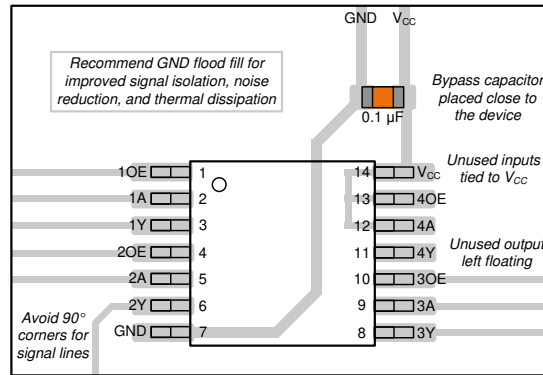 GND VCC
Recommend GND flood fill for
improved signal isolation, noise
reduction, and thermal dissipation
Bypass capacitor
placed close to
the device
0.1 µF
Unused inputs
tied to VCC
1OE 1 14 VCC
1A 2 13 4OE
1Y 3 12 4A
2OE 4 11 4Y
Unused output
left floating
2A 5 10 3OE
2Y 6 9 3A
GND 7 8 3Y
Avoid 90°
corners for
signal lines